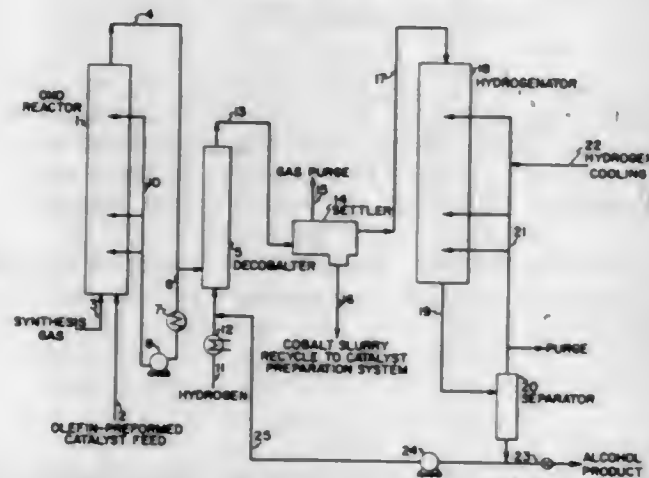 4
OXO
REACTOR
1
10
3
SYNTHESIS
GAS
2
OLEFIN-PREFORMED
CATALYST FEED
7
13
5
DECOBALTER
12
11
HYDROGEN
25
GAS PURGE
15
14
SETTLER
16
COBALT SLURRY
RECYCLE TO CATALYST
PREPARATION SYSTEM
17
18
HYDROGENATOR
22
HYDROGEN
COOLING
21
19
PURGE
20
SEPARATOR
24
23
ALCOHOL
PRODUCT